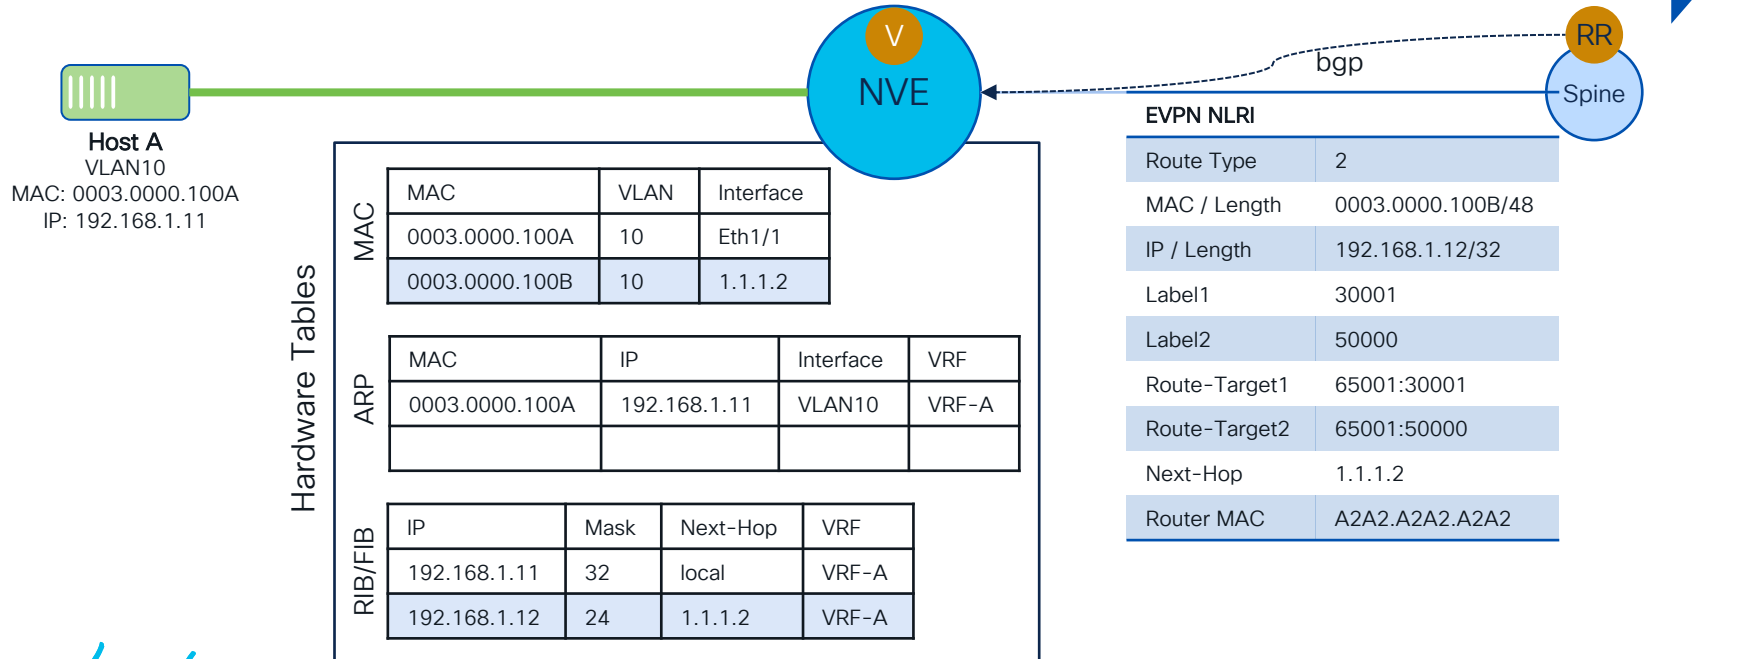 V
NVE
RR
Spine
bgp
Host A
VLAN10
MAC: 0003.0000.100A
IP: 192.168.1.11
Hardware Tables
MAC
MAC VLAN Interface
0003.0000.100A 10 Eth1/1
0003.0000.100B 10 1.1.1.2
ARP
MAC IP Interface VRF
0003.0000.100A 192.168.1.11 VLAN10 VRF-A
RIB/FIB
IP Mask Next-Hop VRF
192.168.1.11 32 local VRF-A
192.168.1.12 24 1.1.1.2 VRF-A
EVPN NLRI
Route Type 2
MAC / Length 0003.0000.100B/48
IP / Length 192.168.1.12/32
Label1 30001
Label2 50000
Route-Target1 65001:30001
Route-Target2 65001:50000
Next-Hop 1.1.1.2
Router MAC A2A2.A2A2.A2A2